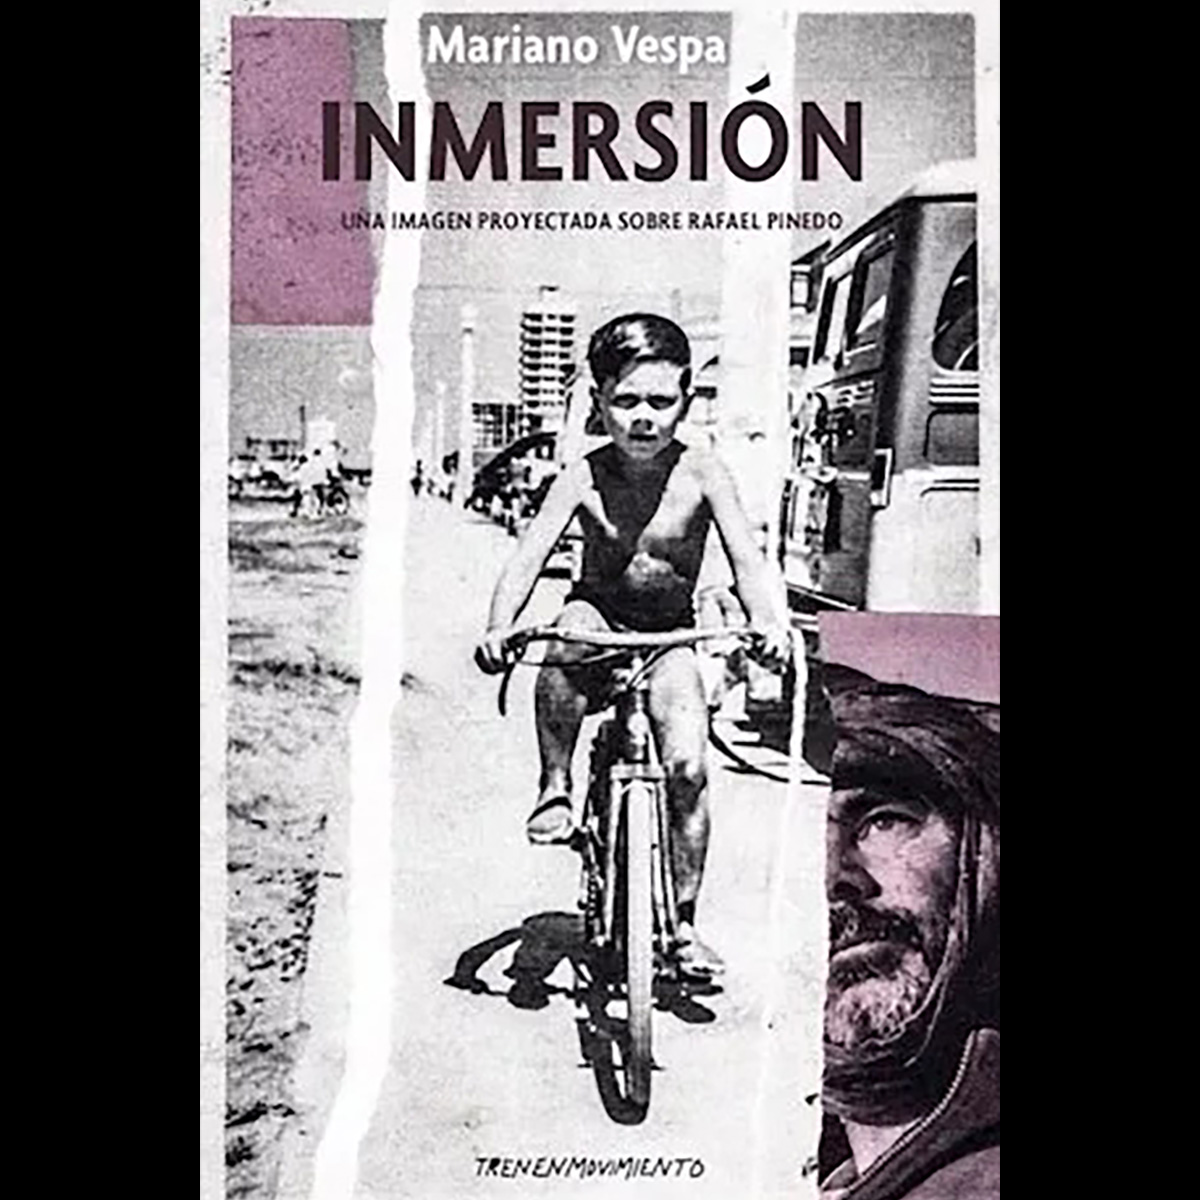 Mariano Vespa
INMERSIÓN
UNA IMAGEN PROYECTADA SOBRE RAFAEL PINEDO
TRENENMOVIMIENTO